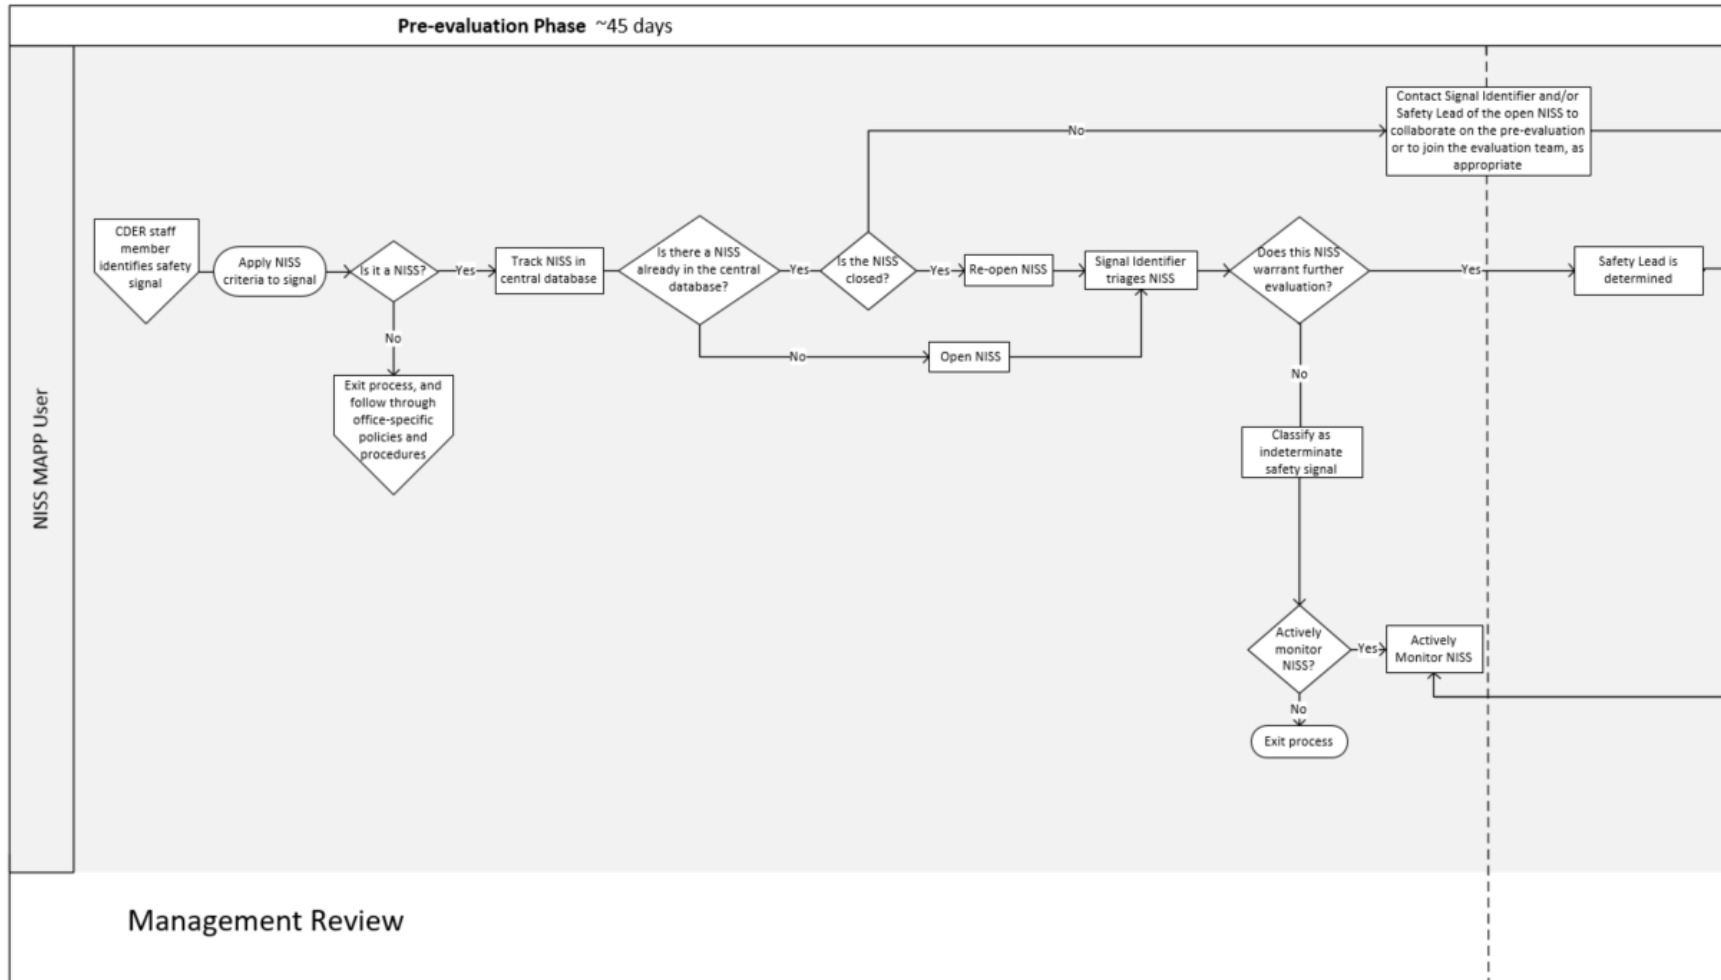 Pre-evaluation Phase ~45 days
NISS MAPP User
CDER staff
member
identifies safety
signal
Apply NISS
criteria to signal
Is it a NISS?
Yes
No
Exit process, and
follow through
office-specific
policies and
procedures
Track NISS in
central database
Is there a NISS
already in the central
database?
Yes
No
Is the NISS
closed?
No
Yes
Re-open NISS
Open NISS
Signal Identifier
triages NISS
Contact Signal Identifier and/or
Safety Lead of the open NISS to
collaborate on the pre-evaluation
or to join the evaluation team, as
appropriate
Does this NISS
warrant further
evaluation?
Yes
Safety Lead is
determined
No
Classify as
indeterminate
safety signal
Actively
monitor
NISS?
Yes
Actively
Monitor NISS
No
Exit process
Management Review